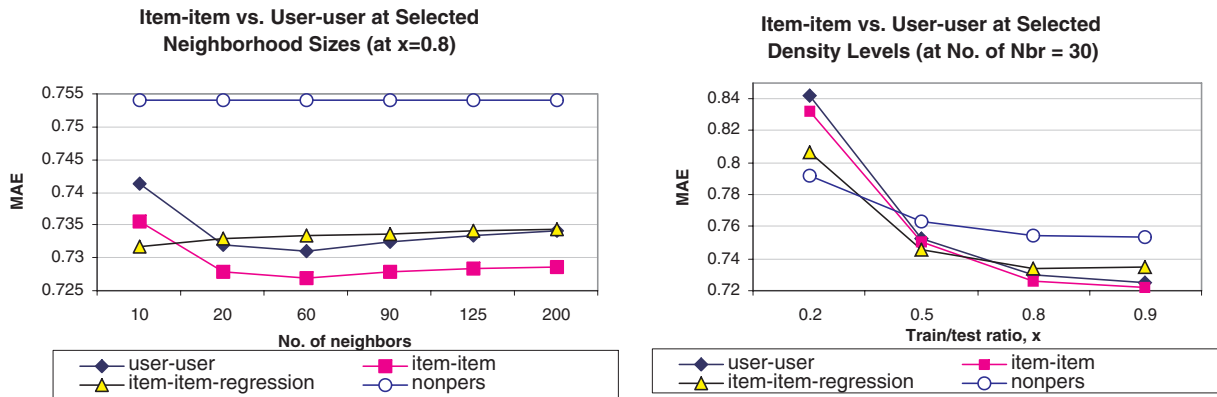 Item-item vs. User-user at Selected
Neighborhood Sizes (at x=0.8)
0.755
0.75
0.745
0.74
0.735
0.73
0.725
MAE
10 20 60 90 125 200
No. of neighbors
user-user item-item
item-item-regression nonpers
Item-item vs. User-user at Selected
Density Levels (at No. of Nbr = 30)
0.84
0.82
0.8
0.78
0.76
0.74
0.72
MAE
0.2 0.5 0.8 0.9
Train/test ratio, x
user-user item-item
item-item-regression nonpers